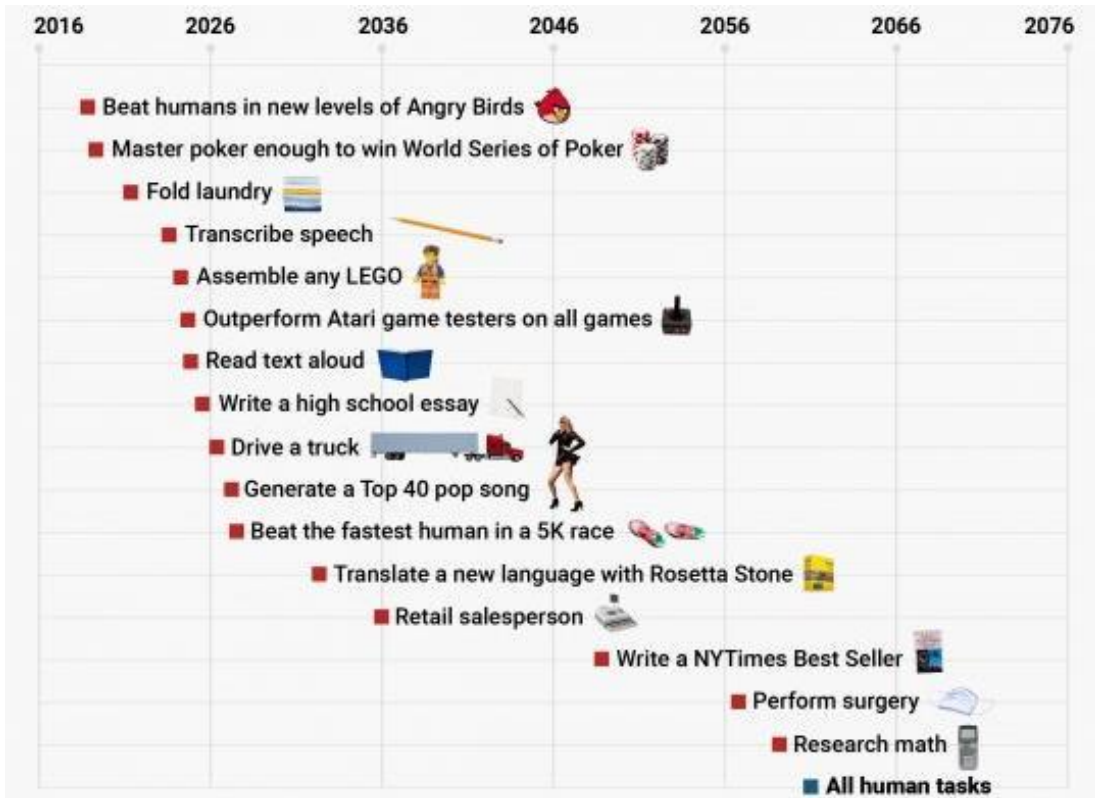 2016 2026 2036 2046 2056 2066 2076
Beat humans in new levels of Angry Birds
Master poker enough to win World Series of Poker
Fold laundry
Transcribe speech
Assemble any LEGO
Outperform Atari game testers on all games
Read text aloud
Write a high school essay
Drive a truck
Generate a Top 40 pop song
Beat the fastest human in a 5K race
Translate a new language with Rosetta Stone
Retail salesperson
Write a NYTimes Best Seller
Perform surgery
Research math
All human tasks